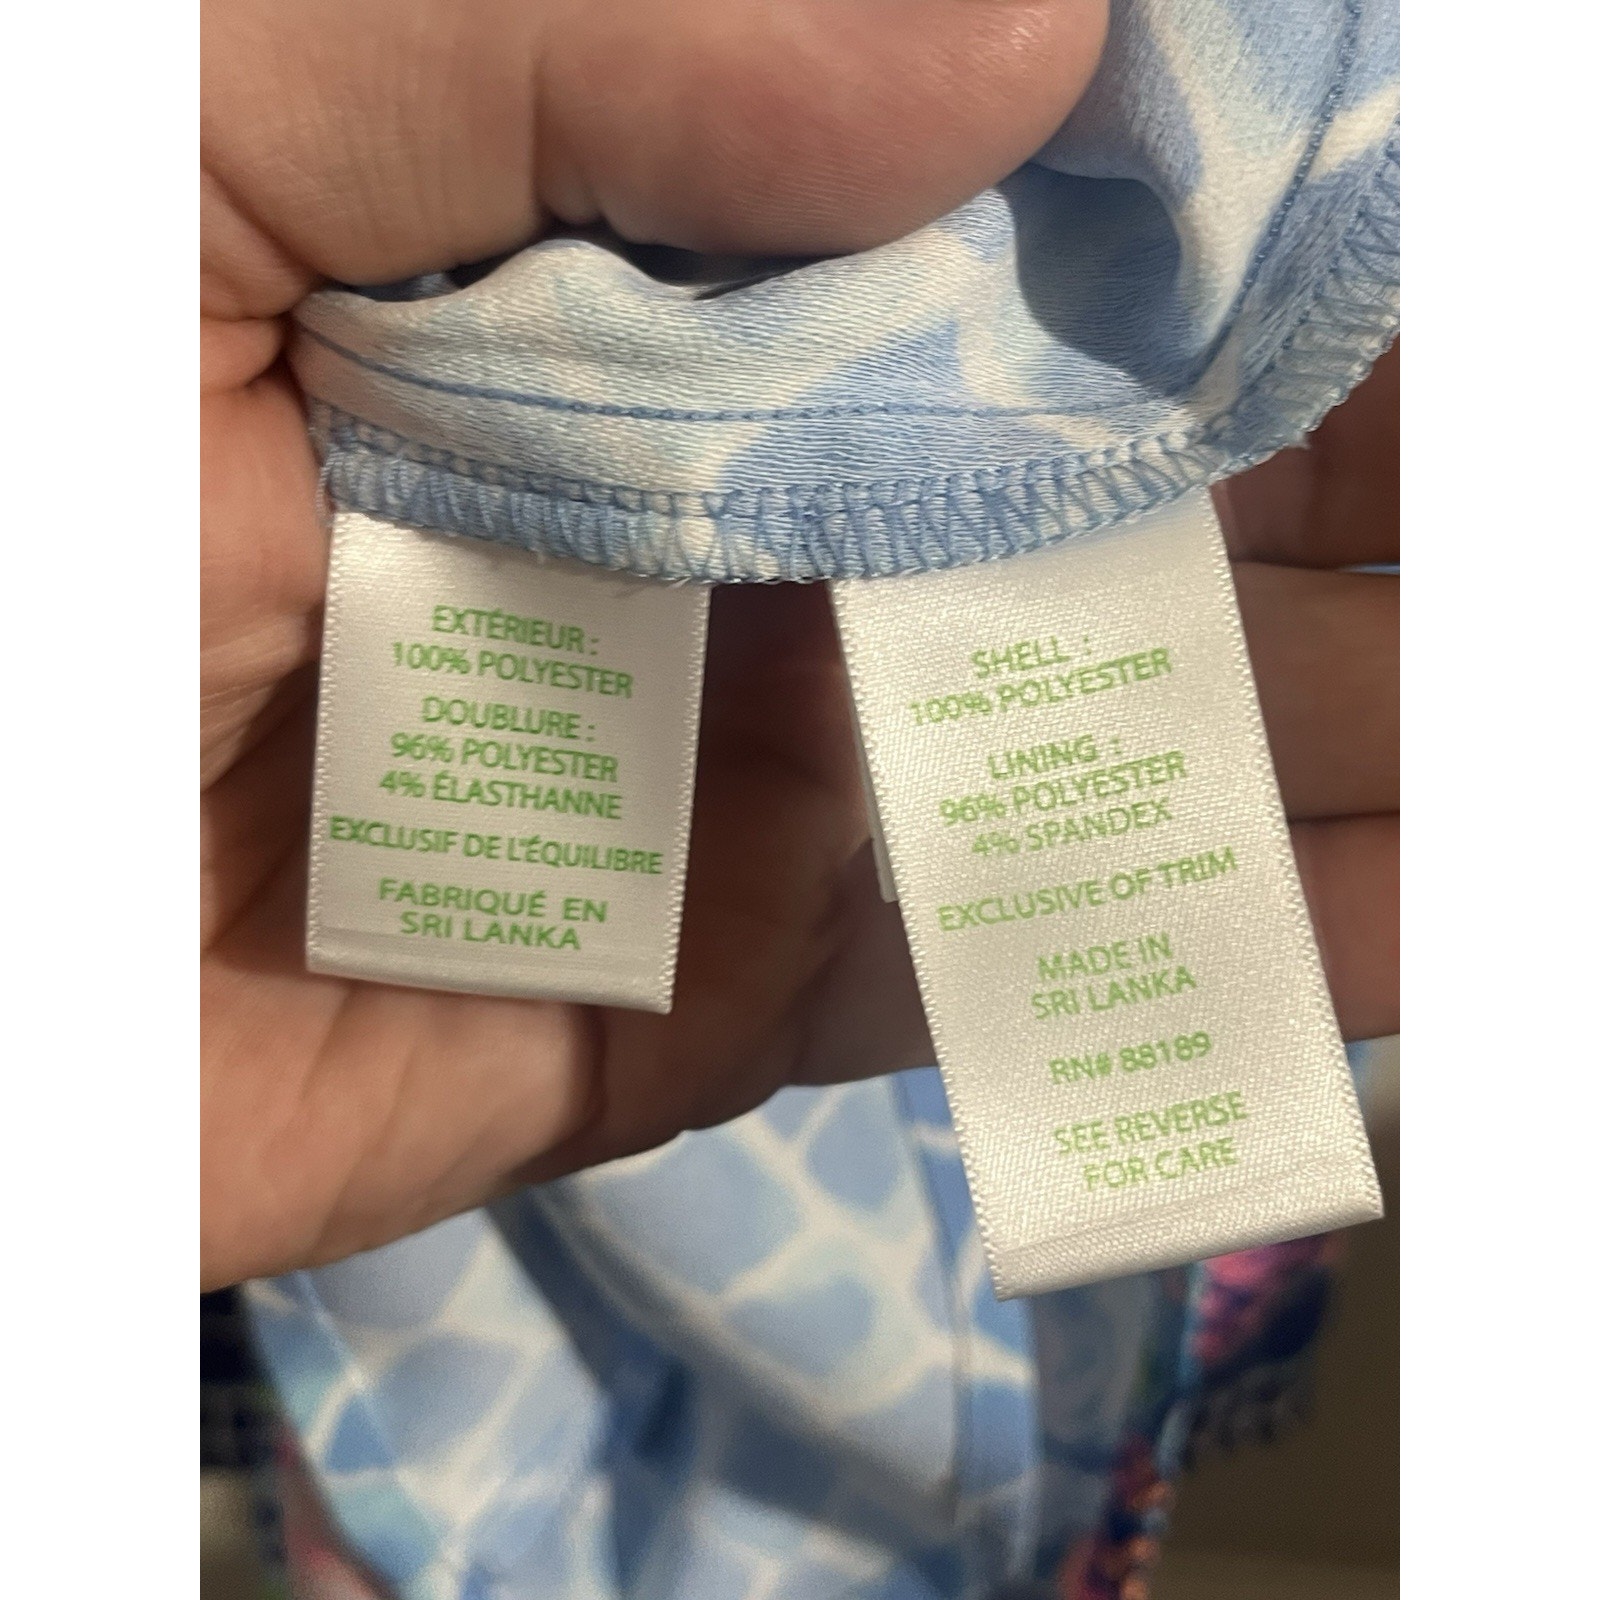 EXTÉRIEUR :
100% POLYESTER
DOUBLURE :
96% POLYESTER
4% ÉLASTHANNE
EXCLUSIF DE L'ÉQUILIBRE
FABRIQUÉ EN
SRI LANKA
SHELL :
100% POLYESTER
LINING :
96% POLYESTER
4% SPANDEX
EXCLUSIVE OF TRIM
MADE IN
SRI LANKA
RN# 88189
SEE REVERSE
FOR CARE